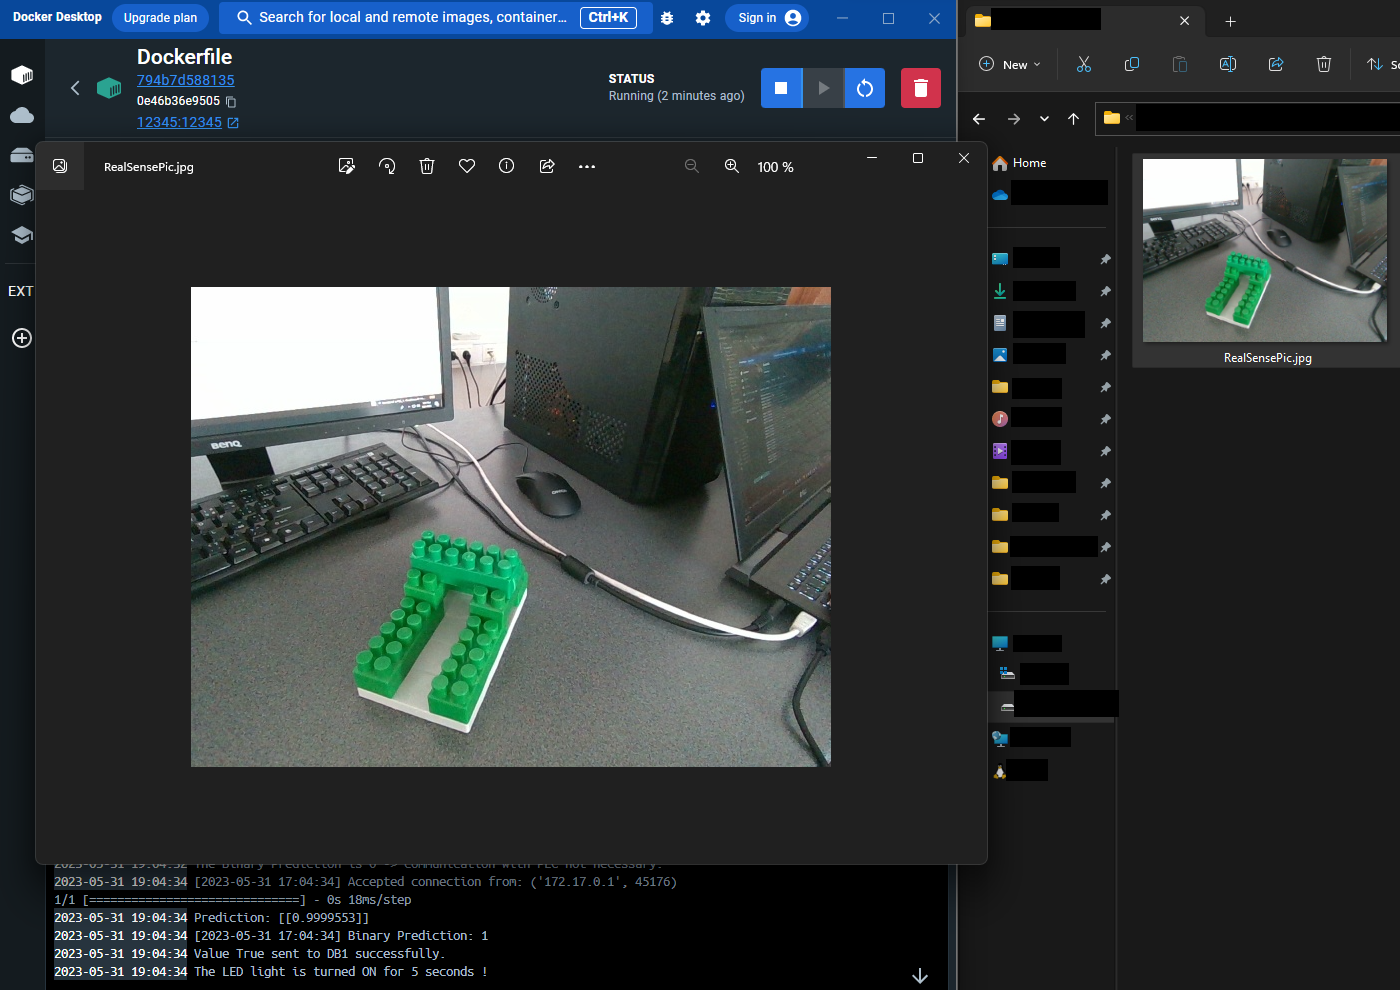 Docker Desktop
Upgrade plan
Search for local and remote images, container... Ctrl+K
Sign in
Dockerfile
794b7d588135
0e46b36e9505
12345:12345
STATUS
Running (2 minutes ago)
New
Home
RealSensePic.jpg
100 %
EXT
BenQ
RealSensePic.jpg
2023-05-31 19:04:32 The Binary Prediction is 0 -> Communication with PLC not necessary.
2023-05-31 19:04:34 [2023-05-31 17:04:34] Accepted connection from: ('172.17.0.1', 45176)
1/1 [==============================] - 0s 18ms/step
2023-05-31 19:04:34 Prediction: [[0.9999553]]
2023-05-31 19:04:34 [2023-05-31 17:04:34] Binary Prediction: 1
2023-05-31 19:04:34 Value True sent to DB1 successfully.
2023-05-31 19:04:34 The LED light is turned ON for 5 seconds !